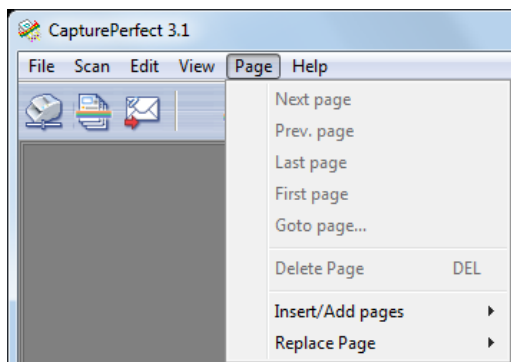 CapturePerfect 3.1
File Scan Edit View Page Help
Next page
Prev. page
Last page
First page
Goto page...
Delete Page DEL
Insert/Add pages
Replace Page